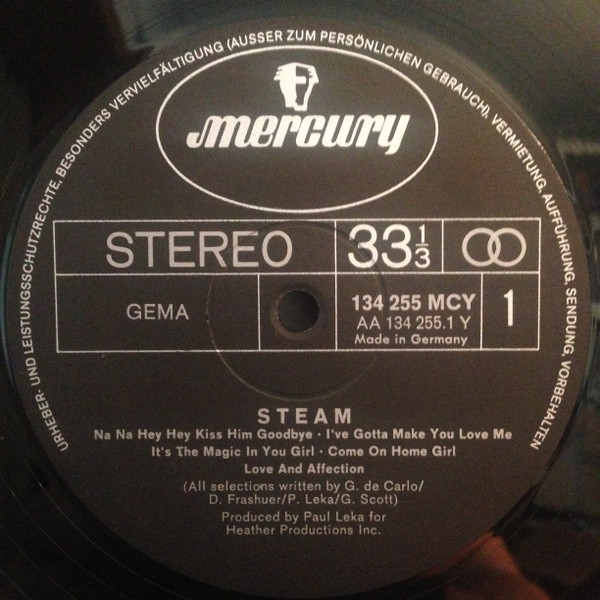 URHEBER- UND LEISTUNGSSCHUTZRECHTE, BESONDERS VERVIELFÄLTIGUNG (AUSSER ZUM PERSÖNLICHEN GEBRAUCH), VERMIETUNG, AUFFÜHRUNG, SENDUNG, VORBEHALTEN
mercury
STEREO 33 1/3
GEMA
134 255 MCY
AA 134 255.1 Y
Made in Germany
1
STEAM
Na Na Hey Hey Kiss Him Goodbye · I've Gotta Make You Love Me
It's The Magic In You Girl · Come On Home Girl
Love And Affection
(All selections written by G. de Carlo/
D. Frashuer/P. Leka/G. Scott)
Produced by Paul Leka for
Heather Productions Inc.